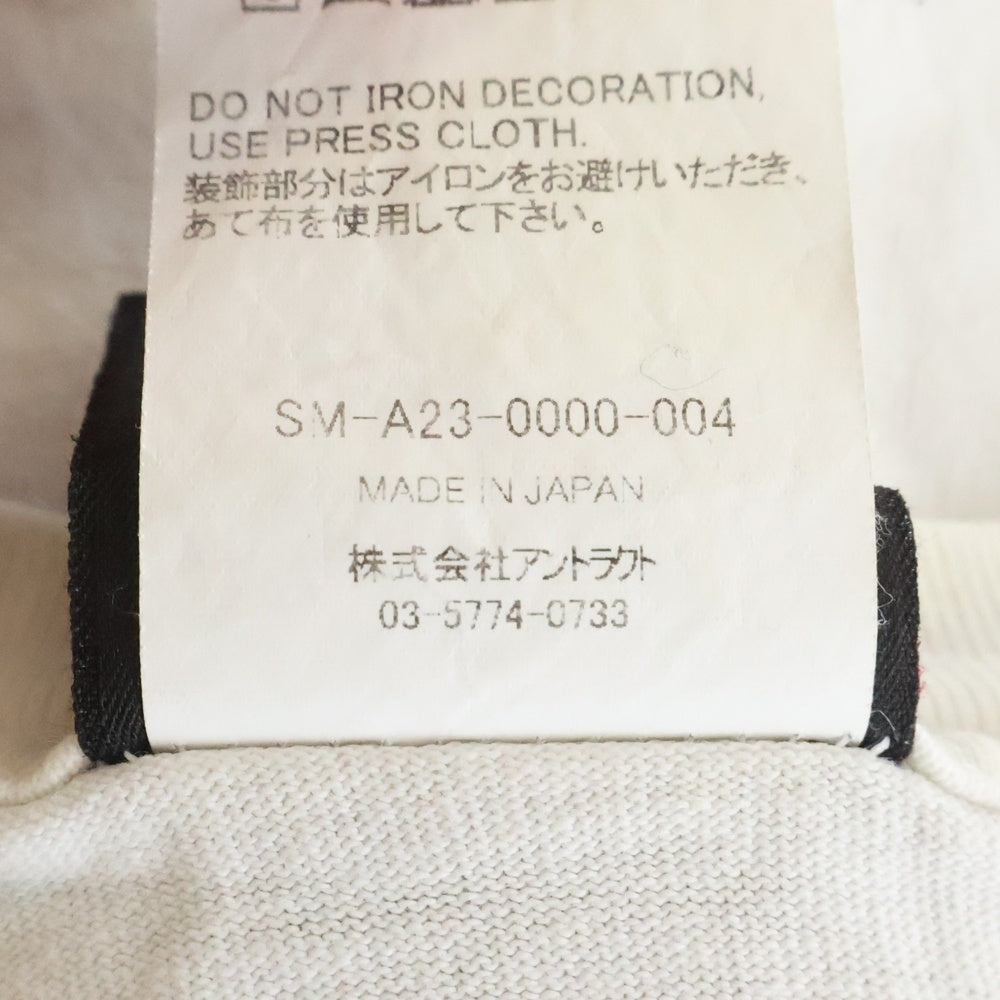 DO NOT IRON DECORATION,
USE PRESS CLOTH.
装飾部分はアイロンをお避けいただき、
あて布を使用して下さい。
SM-A23-0000-004
MADE IN JAPAN
株式会社アントラクト
03-5774-0733